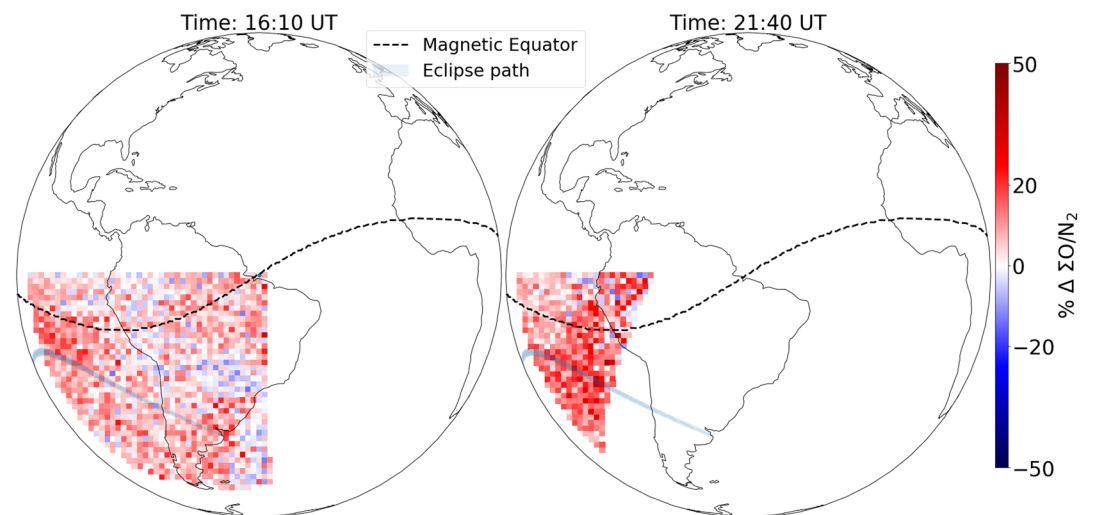 Time: 16:10 UT
Time: 21:40 UT
Magnetic Equator
Eclipse path
50
20
0
−20
−50
% Δ ΣO/N₂